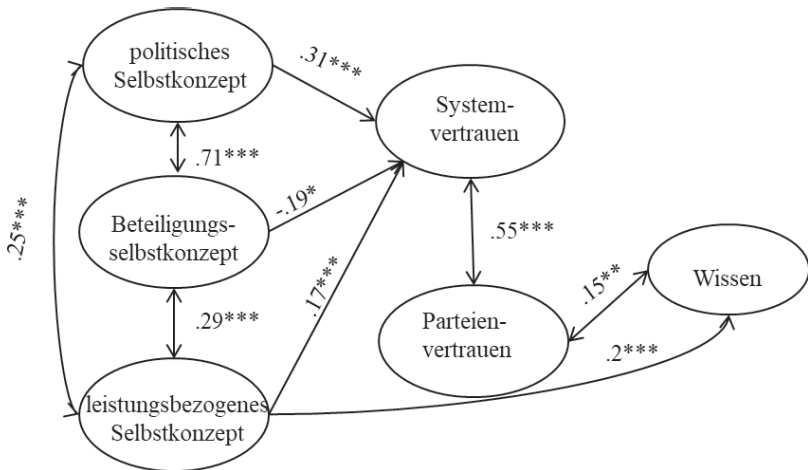 politisches
Selbstkonzept
.31***
System-
vertrauen
.71***
.25***
Beteiligungs-
selbstkonzept
-.19*
.55***
.17***
.15**
Wissen
.29***
Parteien-
vertrauen
.2***
leistungsbezogenes
Selbstkonzept